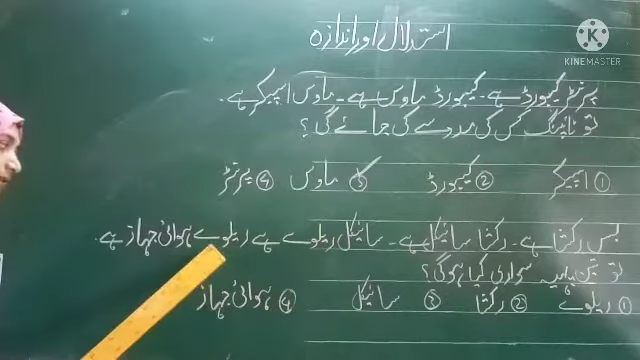 استدلال اور اندازہ
KINEMASTER
پرنٹر کیبورڈ ہے۔ کیبورڈ ماوس ہے۔ ماوس اسپیکر ہے۔
تو ٹائپنگ کس کی مدد سے کی جائے گی؟
① اسپیکر ② کیبورڈ ③ ماوس ④ پرنٹر
بس رکشا ہے۔ رکشا سائیکل ہے۔ سائیکل ریلوے ہے ریلوے ہوائی جہاز ہے۔
تو تین پہیہ سواری کیا ہوگی؟
① ریلوے ② رکشا ③ سائیکل ④ ہوائی جہاز